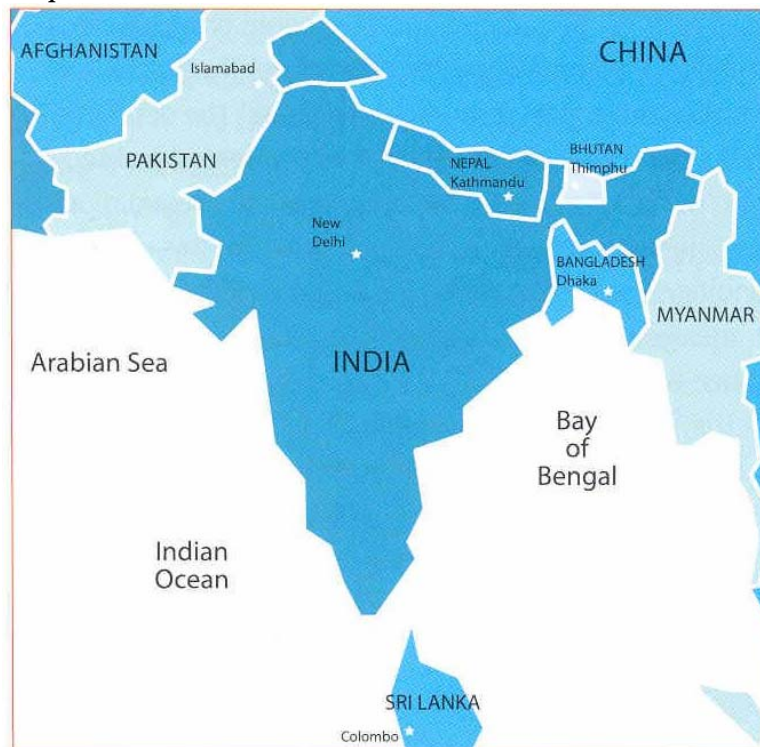 AFGHANISTAN
CHINA
Islamabad
PAKISTAN
BHUTAN
Thimphu
NEPAL
Kathmandu
New
Delhi
BANGLADESH
Dhaka
MYANMAR
Arabian Sea
INDIA
Bay
of
Bengal
Indian
Ocean
SRI LANKA
Colombo